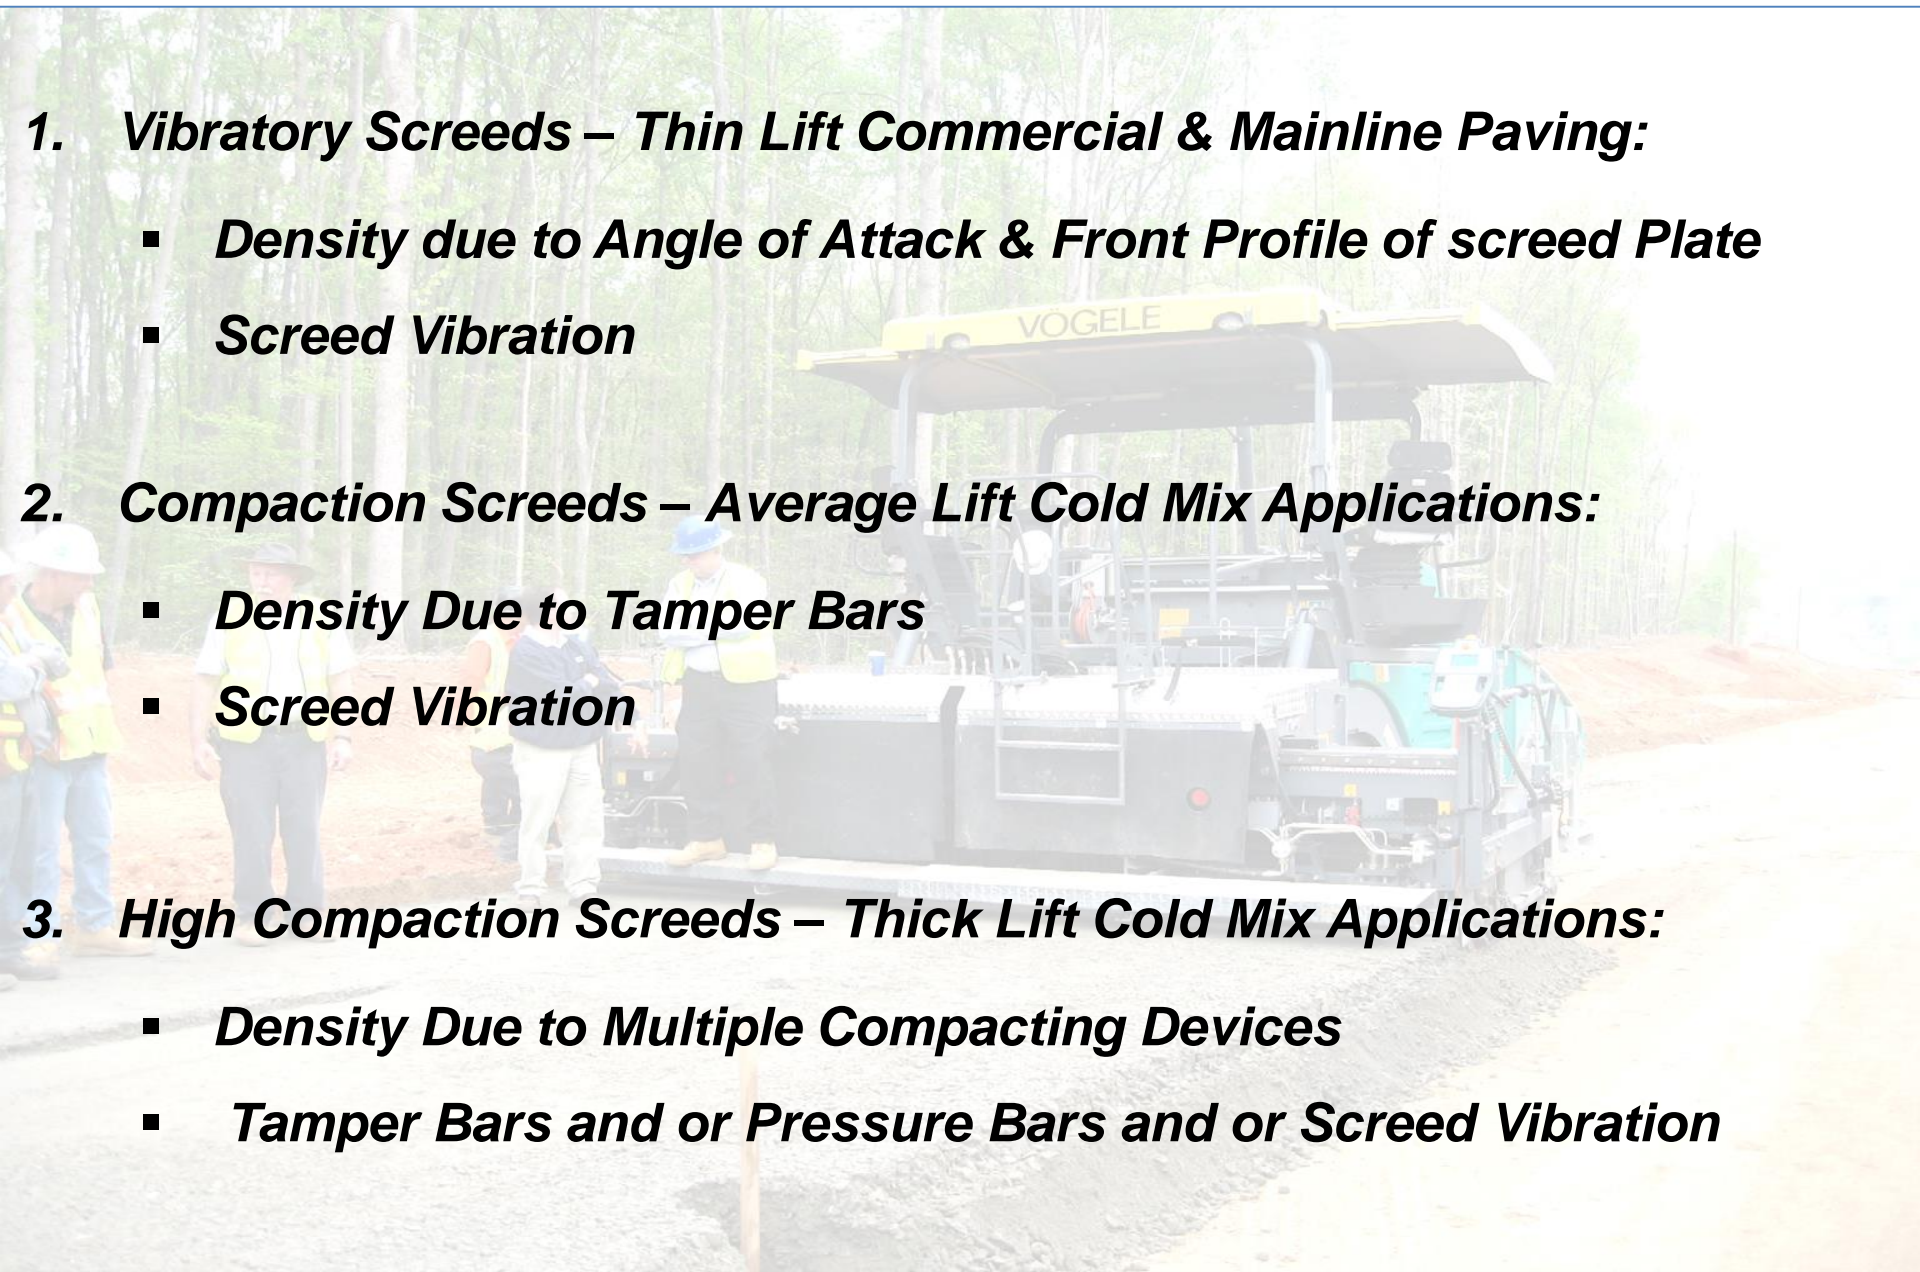 1. Vibratory Screeds – Thin Lift Commercial & Mainline Paving:
▪ Density due to Angle of Attack & Front Profile of screed Plate
▪ Screed Vibration
VÖGELE
2. Compaction Screeds – Average Lift Cold Mix Applications:
▪ Density Due to Tamper Bars
▪ Screed Vibration
3. High Compaction Screeds – Thick Lift Cold Mix Applications:
▪ Density Due to Multiple Compacting Devices
▪ Tamper Bars and or Pressure Bars and or Screed Vibration